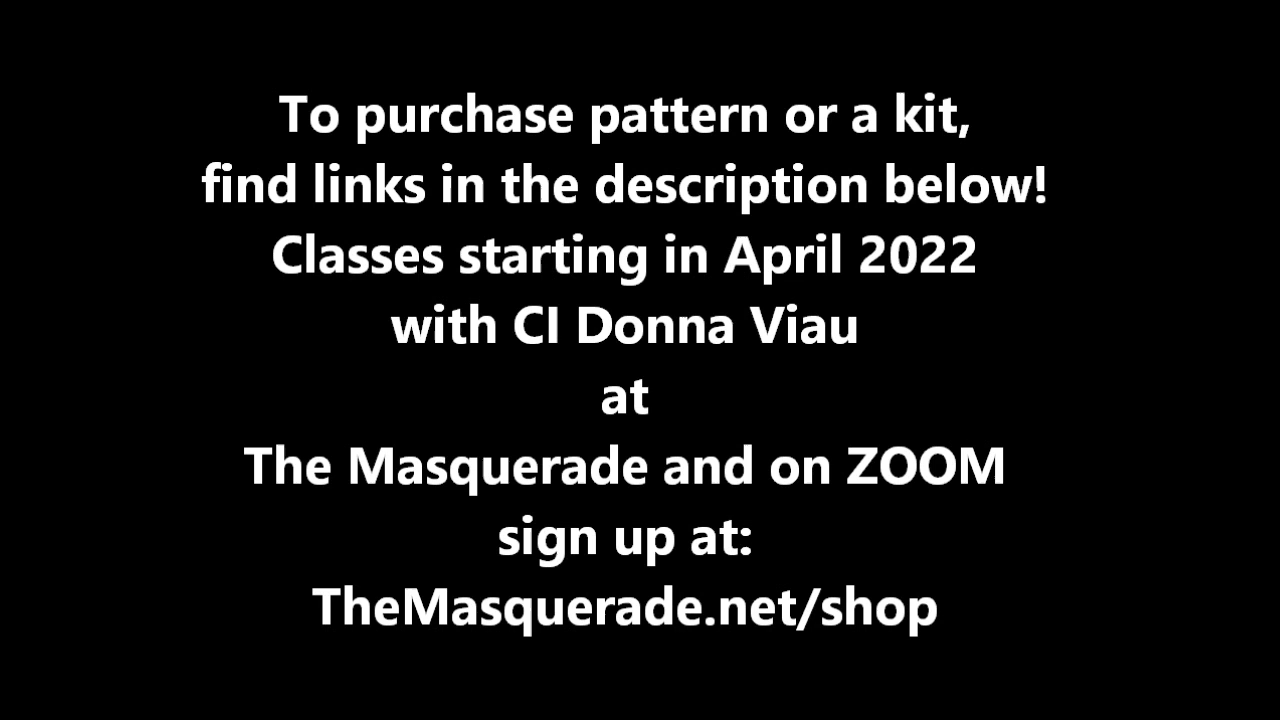 To purchase pattern or a kit,
find links in the description below!
Classes starting in April 2022
with CI Donna Viau
at
The Masquerade and on ZOOM
sign up at:
TheMasquerade.net/shop